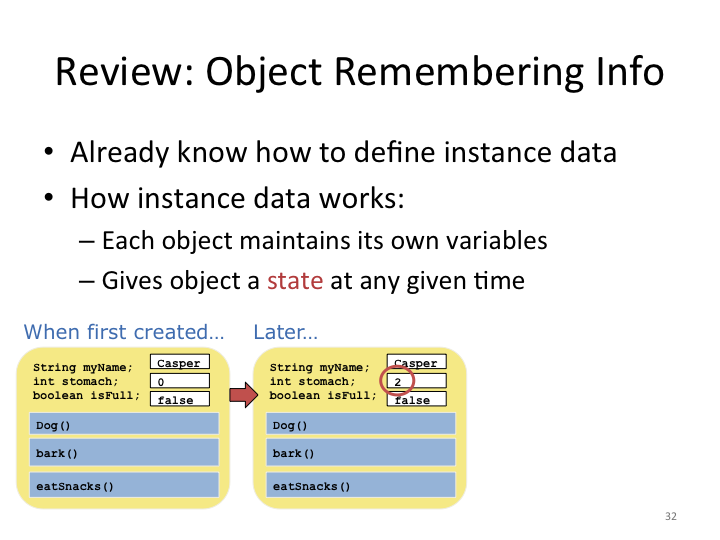 Review: Object Remembering Info
• Already know how to define instance data
• How instance data works:
– Each object maintains its own variables
– Gives object a state at any given time
When first created…
String myName; Casper
int stomach; 0
boolean isFull; false
Dog()
bark()
eatSnacks()
Later…
String myName; Casper
int stomach; 2
boolean isFull; false
Dog()
bark()
eatSnacks()
32